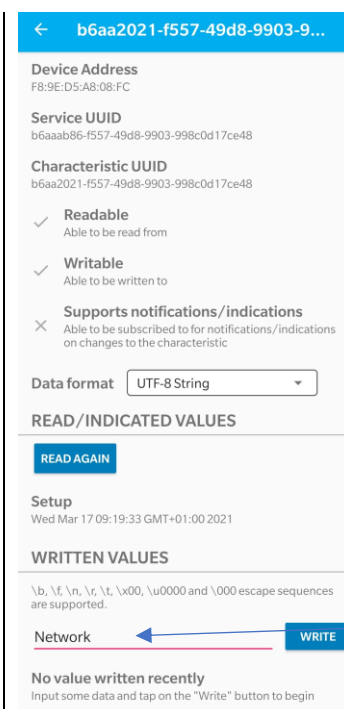 b6aa2021-f557-49d8-9903-9...
Device Address
F8:9E:D5:A8:08:FC
Service UUID
b6aaab86-f557-49d8-9903-998c0d17ce48
Characteristic UUID
b6aa2021-f557-49d8-9903-998c0d17ce48
Readable
Able to be read from
Writable
Able to be written to
Supports notifications/indications
Able to be subscribed to for notifications/indications
on changes to the characteristic
Data format UTF-8 String
READ/INDICATED VALUES
READ AGAIN
Setup
Wed Mar 17 09:19:33 GMT+01:00 2021
WRITTEN VALUES
\b, \f, \n, \r, \t, \x00, \u0000 and \000 escape sequences
are supported.
Network WRITE
No value written recently
Input some data and tap on the "Write" button to begin